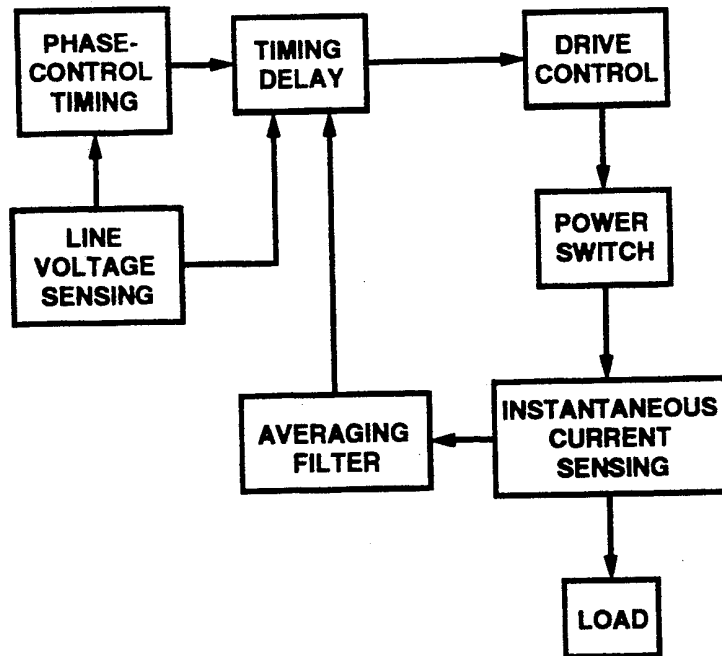 PHASE-
CONTROL
TIMING
TIMING
DELAY
DRIVE
CONTROL
LINE
VOLTAGE
SENSING
POWER
SWITCH
AVERAGING
FILTER
INSTANTANEOUS
CURRENT
SENSING
LOAD